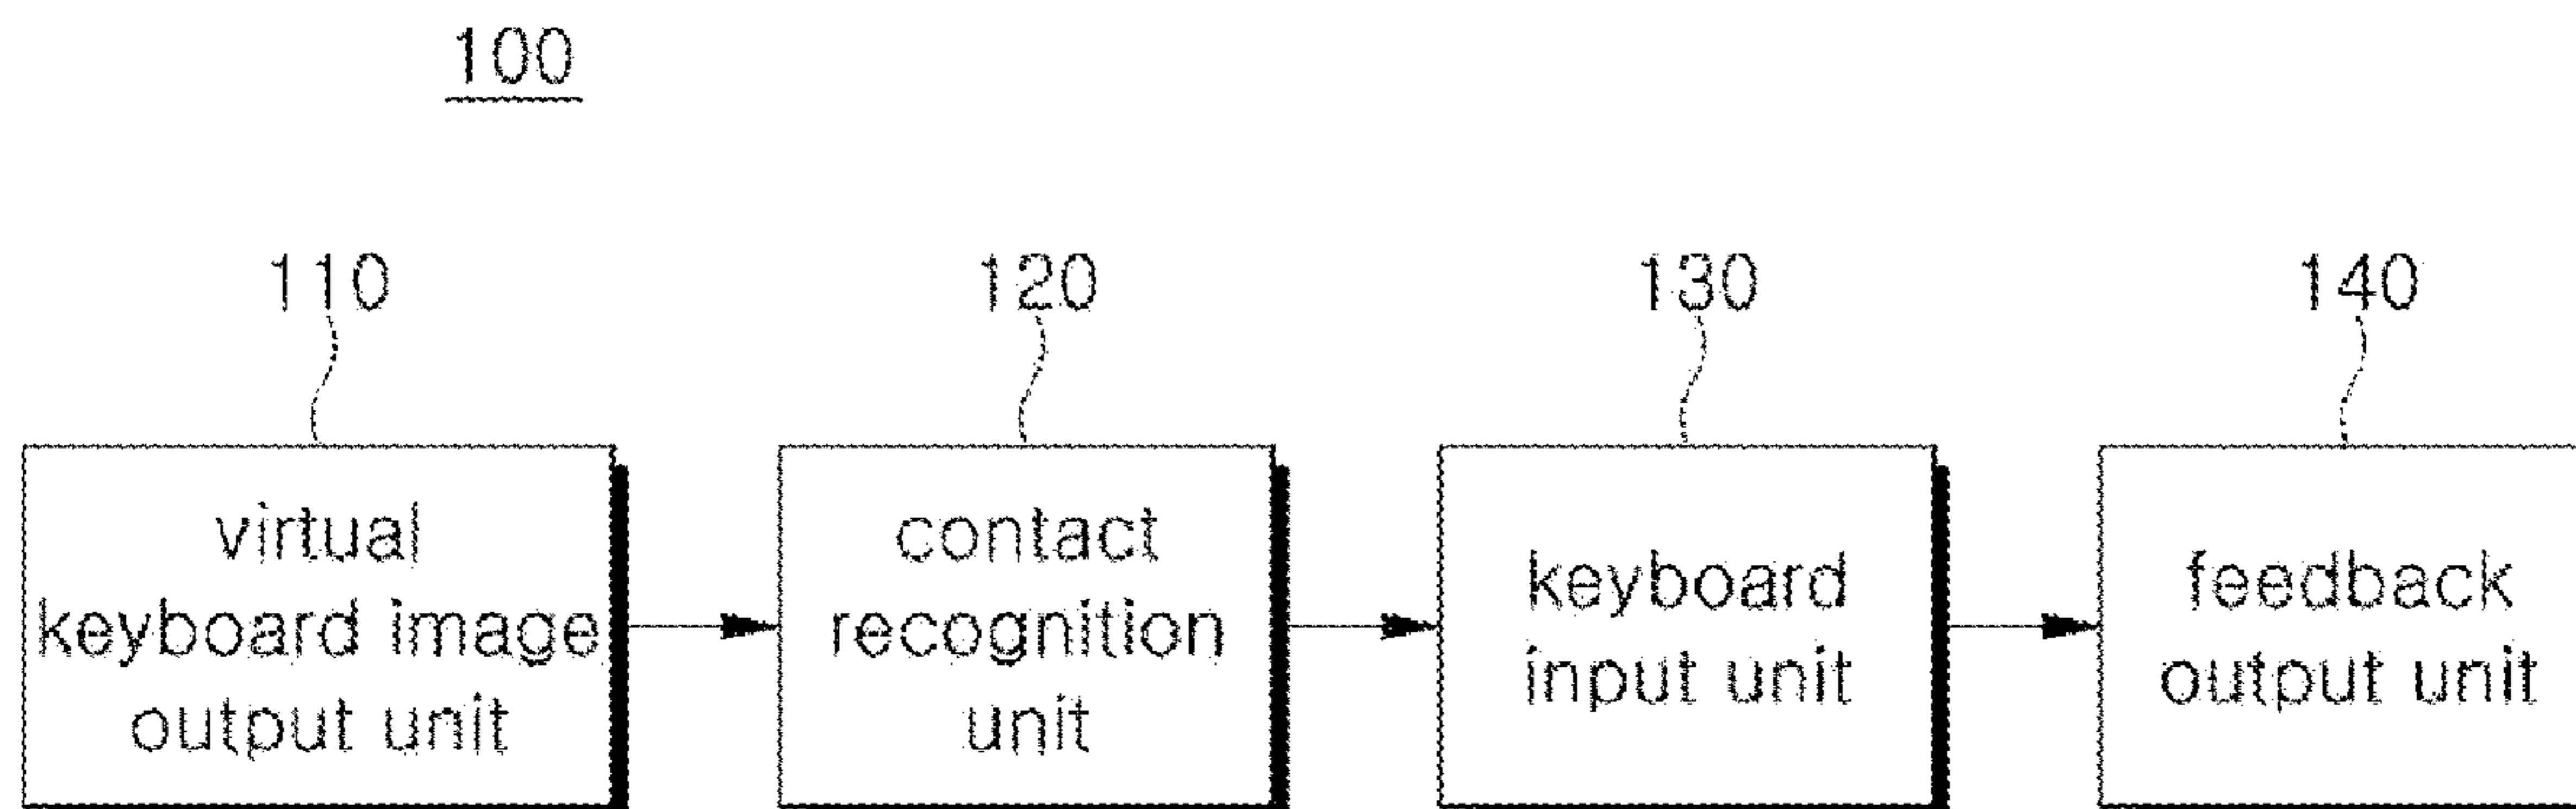 100
110
120
130
140
virtual
keyboard image
output unit
contact
recognition
unit
keyboard
input unit
feedback
output unit